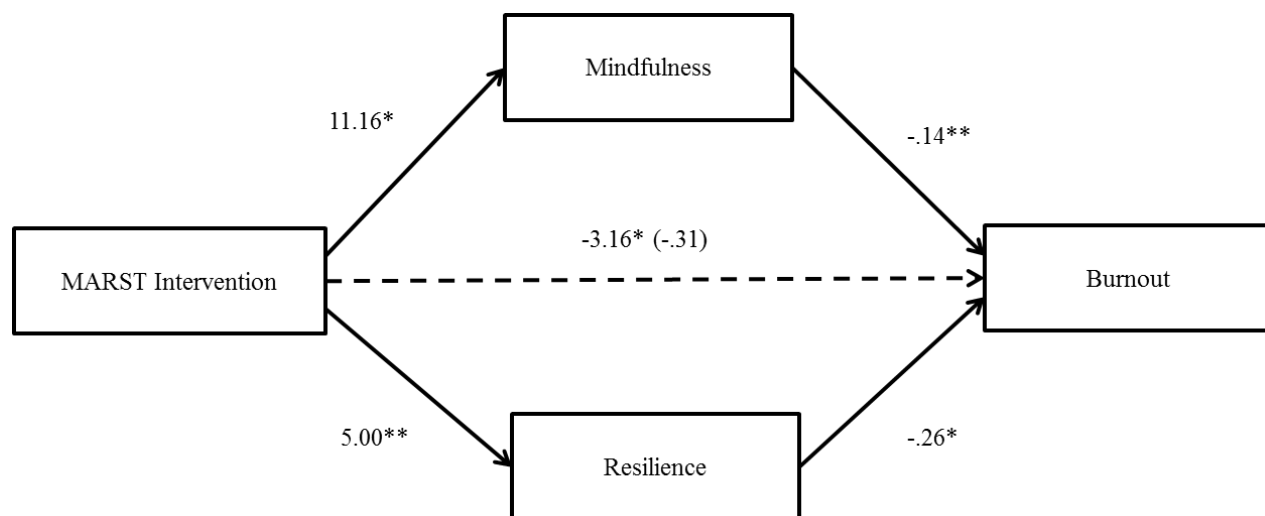 Mindfulness
11.16*
-.14**
-3.16* (-.31)
MARST Intervention
Burnout
5.00**
-.26*
Resilience